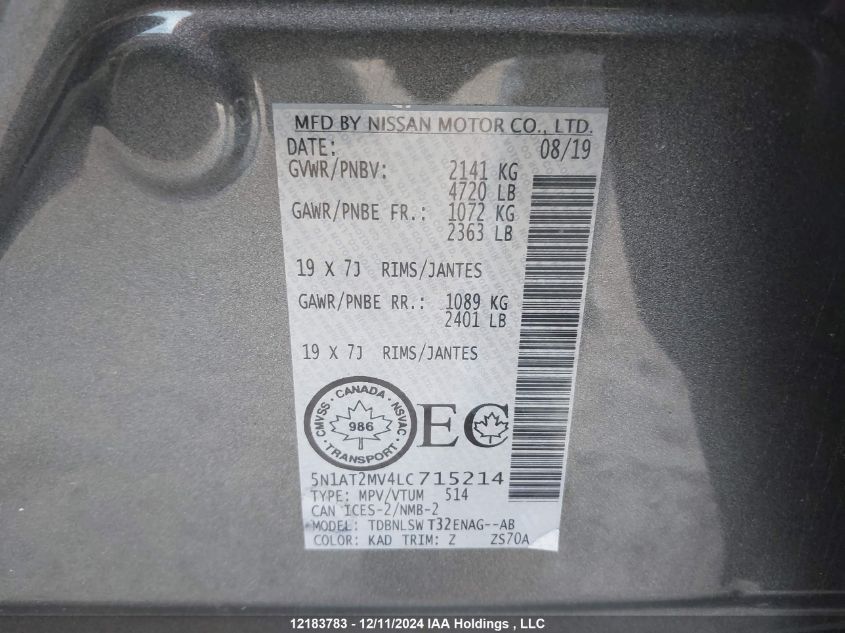 MFD BY NISSAN MOTOR CO., LTD.
DATE: 08/19
GVWR/PNBV: 2141 KG
4720 LB
GAWR/PNBE FR.: 1072 KG
2363 LB
19 X 7J RIMS/JANTES
GAWR/PNBE RR.: 1089 KG
2401 LB
19 X 7J RIMS/JANTES
CMVSS · CANADA · NSVAC
986
TRANSPORT
EC
5N1AT2MV4LC715214
TYPE: MPV/VTUM 514
CAN ICES-2/NMB-2
MODEL: TDBNLSW T32ENAG--AB
COLOR: KAD TRIM: Z ZS70A
12183783 - 12/11/2024 IAA Holdings , LLC